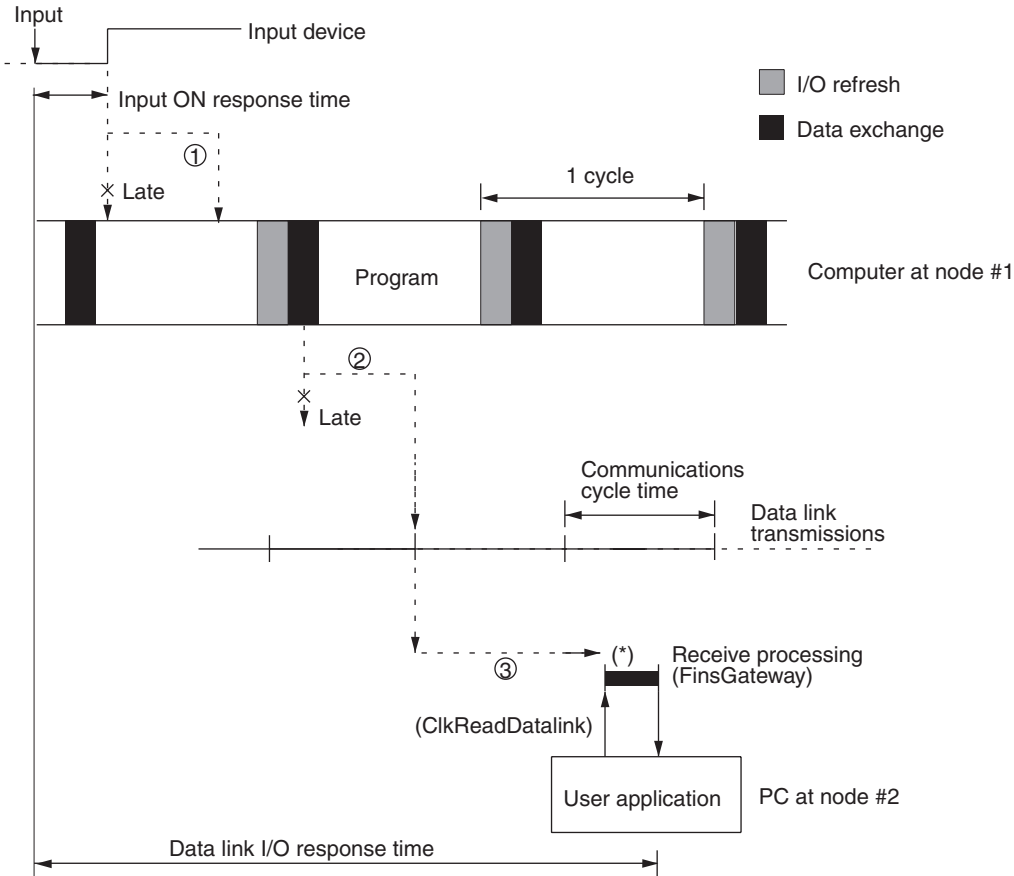 Input
Input device
I/O refresh
Input ON response time
Data exchange
①
1 cycle
× Late
Program
Computer at node #1
②
×
Late
Communications
cycle time
Data link
transmissions
(*)
Receive processing
(FinsGateway)
③
(ClkReadDatalink)
User application
PC at node #2
Data link I/O response time